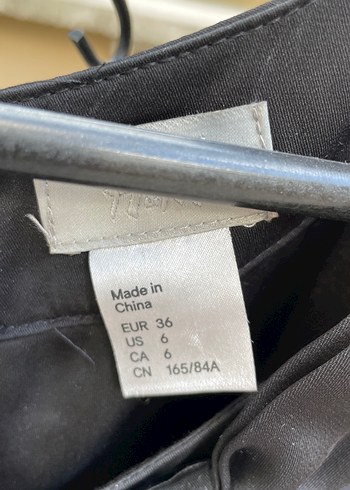 Made in
China
EUR 36
US 6
CA 6
CN 165/84A